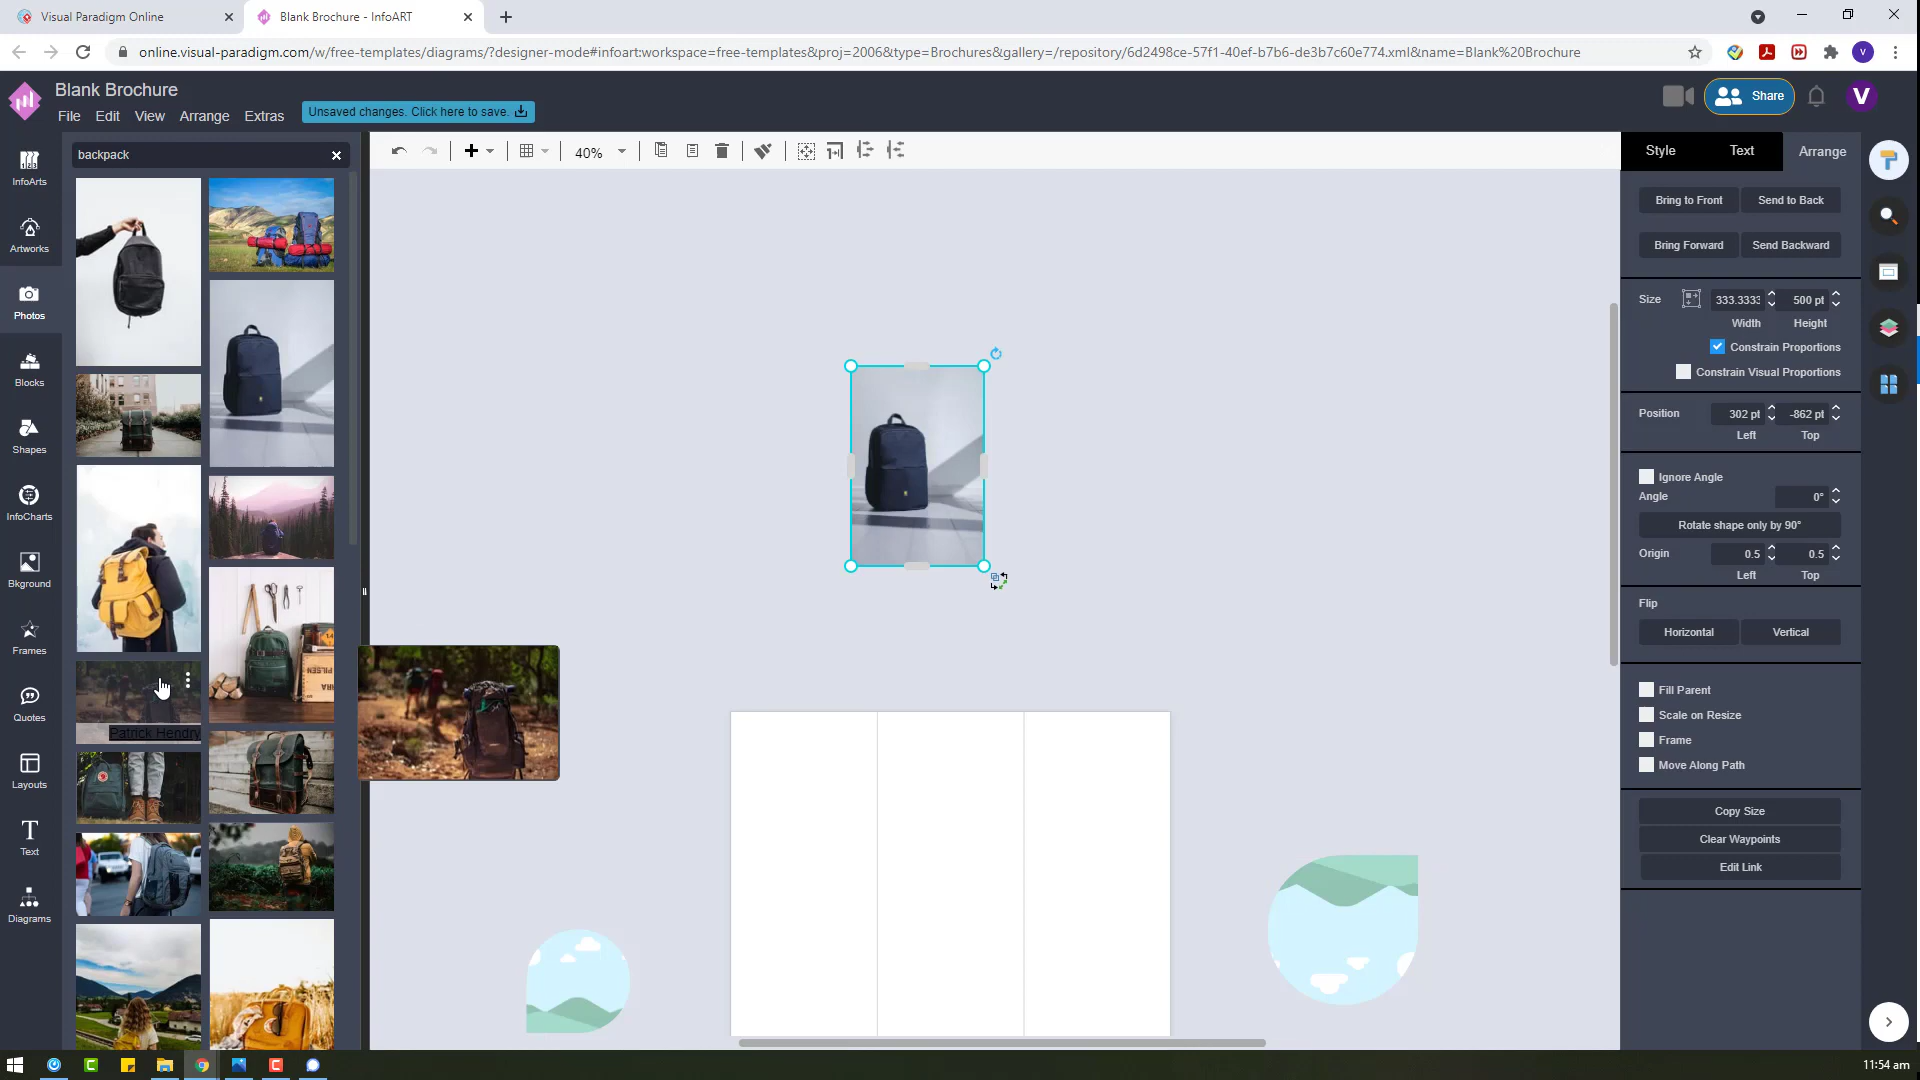 Visual Paradigm Online
Blank Brochure - InfoART
online.visual-paradigm.com/w/free-templates/diagrams/?designer-mode#infoart:workspace=free-templates&proj=2006&type=Brochures&gallery=/repository/6d2498ce-57f1-40ef-b7b6-de3b7c60e774.xml&name=Blank%20Brochure
V
Blank Brochure
File Edit View Arrange Extras
Unsaved changes. Click here to save.
Share
V
InfoArts
Artworks
Photos
Blocks
Shapes
InfoCharts
Bkground
Frames
Quotes
Layouts
Text
Diagrams
backpack
Patrick Hendry
40%
Style Text Arrange
Bring to Front Send to Back
Bring Forward Send Backward
Size 333.3333 500 pt
Width Height
Constrain Proportions
Constrain Visual Proportions
Position 302 pt -862 pt
Left Top
Ignore Angle
Angle 0°
Rotate shape only by 90°
Origin 0.5 0.5
Left Top
Flip
Horizontal Vertical
Fill Parent
Scale on Resize
Frame
Move Along Path
Copy Size
Clear Waypoints
Edit Link
11:54 am